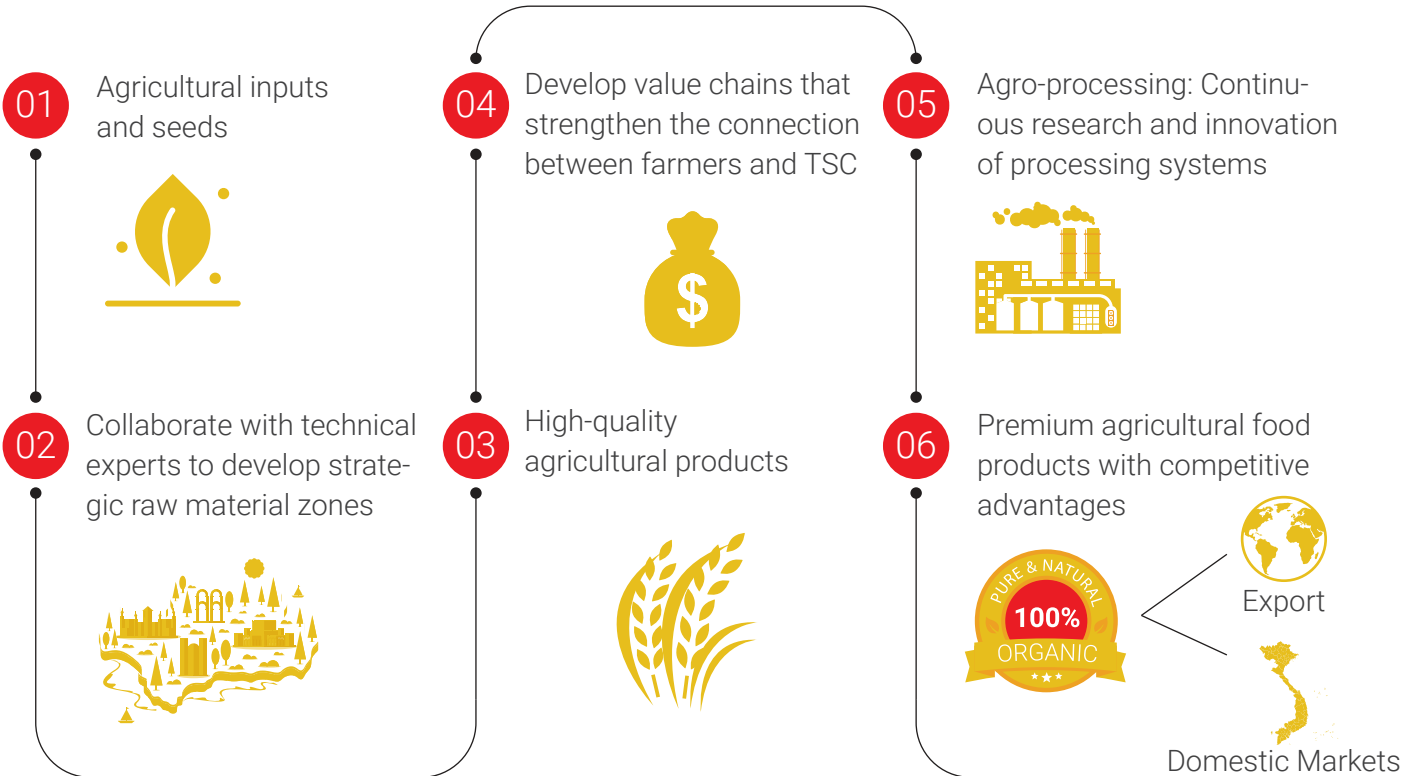 01
Agricultural inputs
and seeds
02
Collaborate with technical
experts to develop strate-
gic raw material zones
03
High-quality
agricultural products
04
Develop value chains that
strengthen the connection
between farmers and TSC
$
05
Agro-processing: Continu-
ous research and innovation
of processing systems
06
Premium agricultural food
products with competitive
advantages
PURE & NATURAL
100%
ORGANIC
Export
Domestic Markets